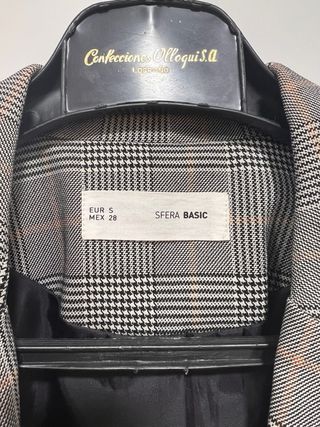 Confecciones Olloqui S.A
EUR S
MEX 28
SFERA BASIC